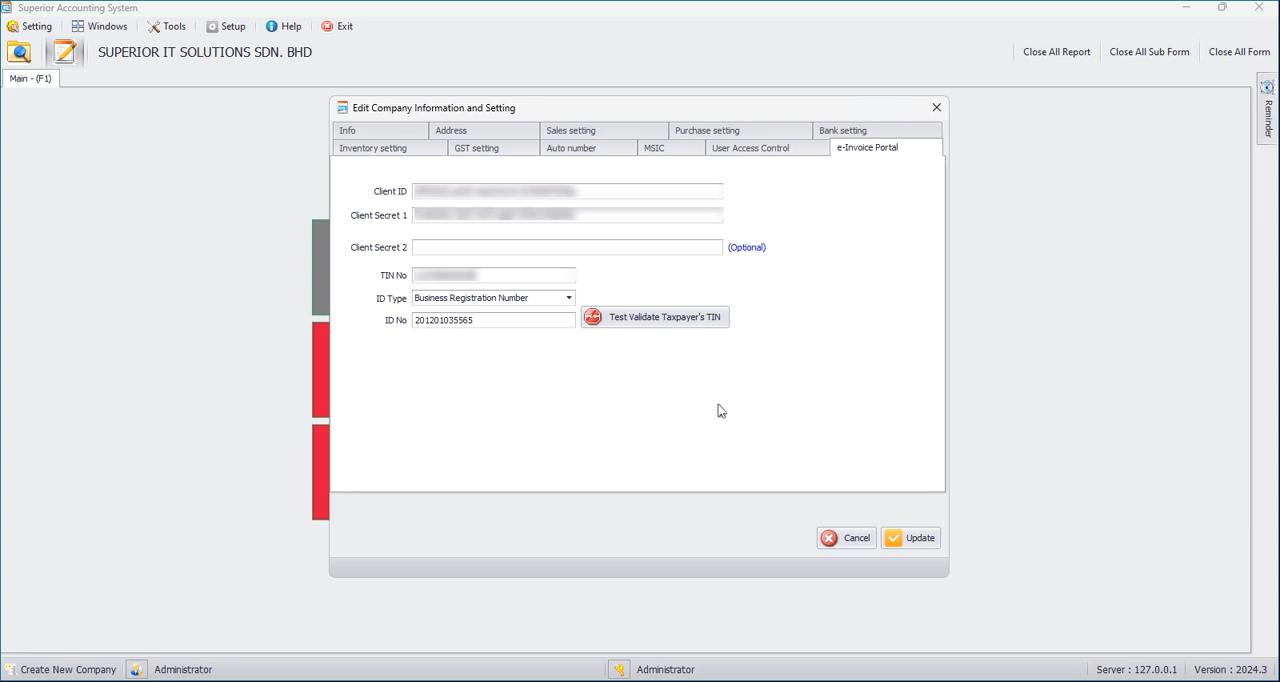 Superior Accounting System
Setting Windows Tools Setup Help Exit
SUPERIOR IT SOLUTIONS SDN. BHD
Close All Report Close All Sub Form Close All Form
Main - (F1)
Reminder
Edit Company Information and Setting
Info Address Sales setting Purchase setting Bank setting
Inventory setting GST setting Auto number MSIC User Access Control e-Invoice Portal
Client ID
Client Secret 1
Client Secret 2 (Optional)
TIN No
ID Type Business Registration Number
ID No 201201035565 Test Validate Taxpayer's TIN
Cancel Update
Create New Company Administrator Administrator Server : 127.0.0.1 Version : 2024.3